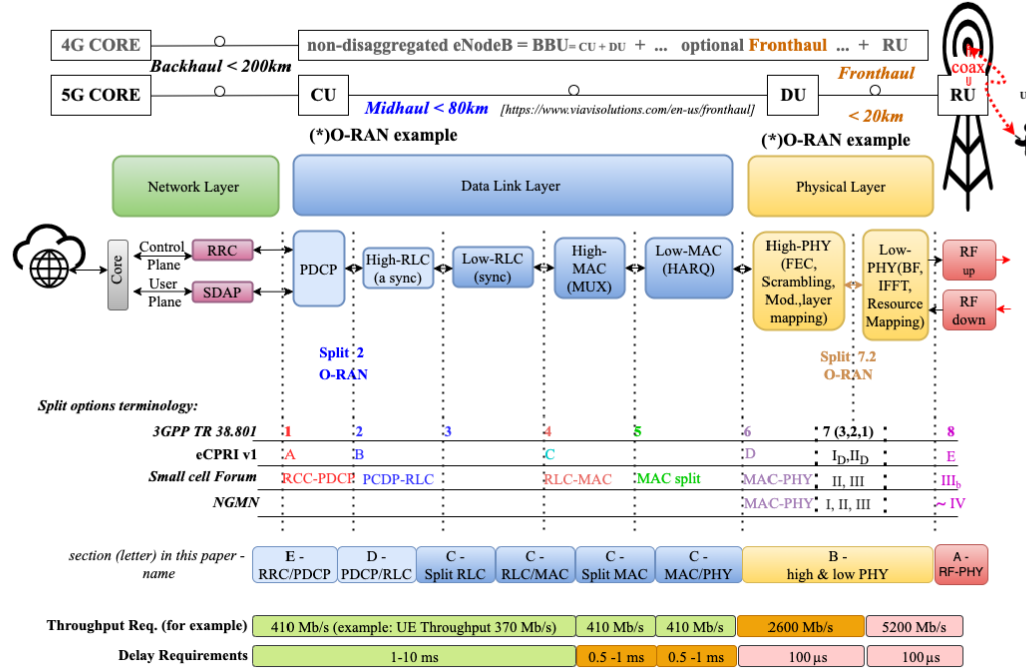 4G CORE
non-disaggregated eNodeB = BBU= CU + DU + ... optional Fronthaul ... + RU
Backhaul < 200km
Fronthaul
coax
U
5G CORE
CU
Midhaul < 80km
[https://www.viavisolutions.com/en-us/fronthaul]
DU
< 20km
RU
(*)O-RAN example
(*)O-RAN example
Network Layer
Data Link Layer
Physical Layer
Core
Control
Plane
User
Plane
RRC
SDAP
PDCP
High-RLC
(a sync)
Low-RLC
(sync)
High-
MAC
(MUX)
Low-MAC
(HARQ)
High-PHY
(FEC,
Scrambling,
Mod.,layer
mapping)
Low-
PHY(BF,
IFFT,
Resource
Mapping)
RF
up
RF
down
Split 2
O-RAN
Split 7.2
O-RAN
Split options terminology:
3GPP TR 38.801 1 2 3 4 5 6 7 (3,2,1) 8
eCPRI v1 A B C D I_D,II_D E
Small cell Forum RCC-PDCP PCDP-RLC RLC-MAC MAC split MAC-PHY II, III III_b
NGMN MAC-PHY I, II, III ~ IV
section (letter) in this paper -
name
E -
RRC/PDCP
D -
PDCP/RLC
C -
Split RLC
C -
RLC/MAC
C -
Split MAC
C -
MAC/PHY
B -
high & low PHY
A -
RF-PHY
Throughput Req. (for example) 410 Mb/s (example: UE Throughput 370 Mb/s) 410 Mb/s 410 Mb/s 2600 Mb/s 5200 Mb/s
Delay Requirements 1-10 ms 0.5 -1 ms 0.5 -1 ms 100 µs 100 µs